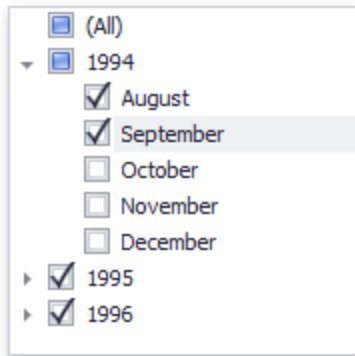 (All)
1994
August
September
October
November
December
1995
1996